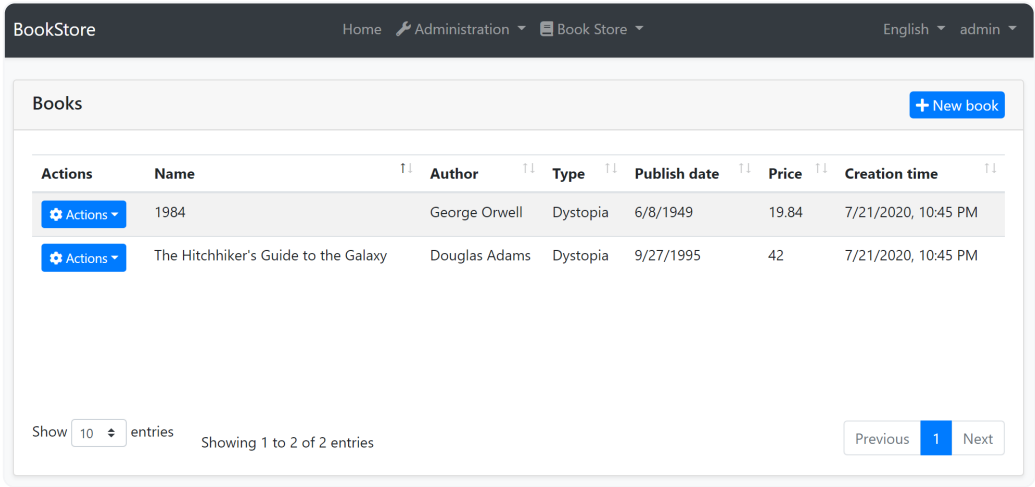 BookStore Home Administration Book Store English admin
Books New book
Actions Name Author Type Publish date Price Creation time
Actions 1984 George Orwell Dystopia 6/8/1949 19.84 7/21/2020, 10:45 PM
Actions The Hitchhiker's Guide to the Galaxy Douglas Adams Dystopia 9/27/1995 42 7/21/2020, 10:45 PM
Show 10 entries Showing 1 to 2 of 2 entries Previous 1 Next